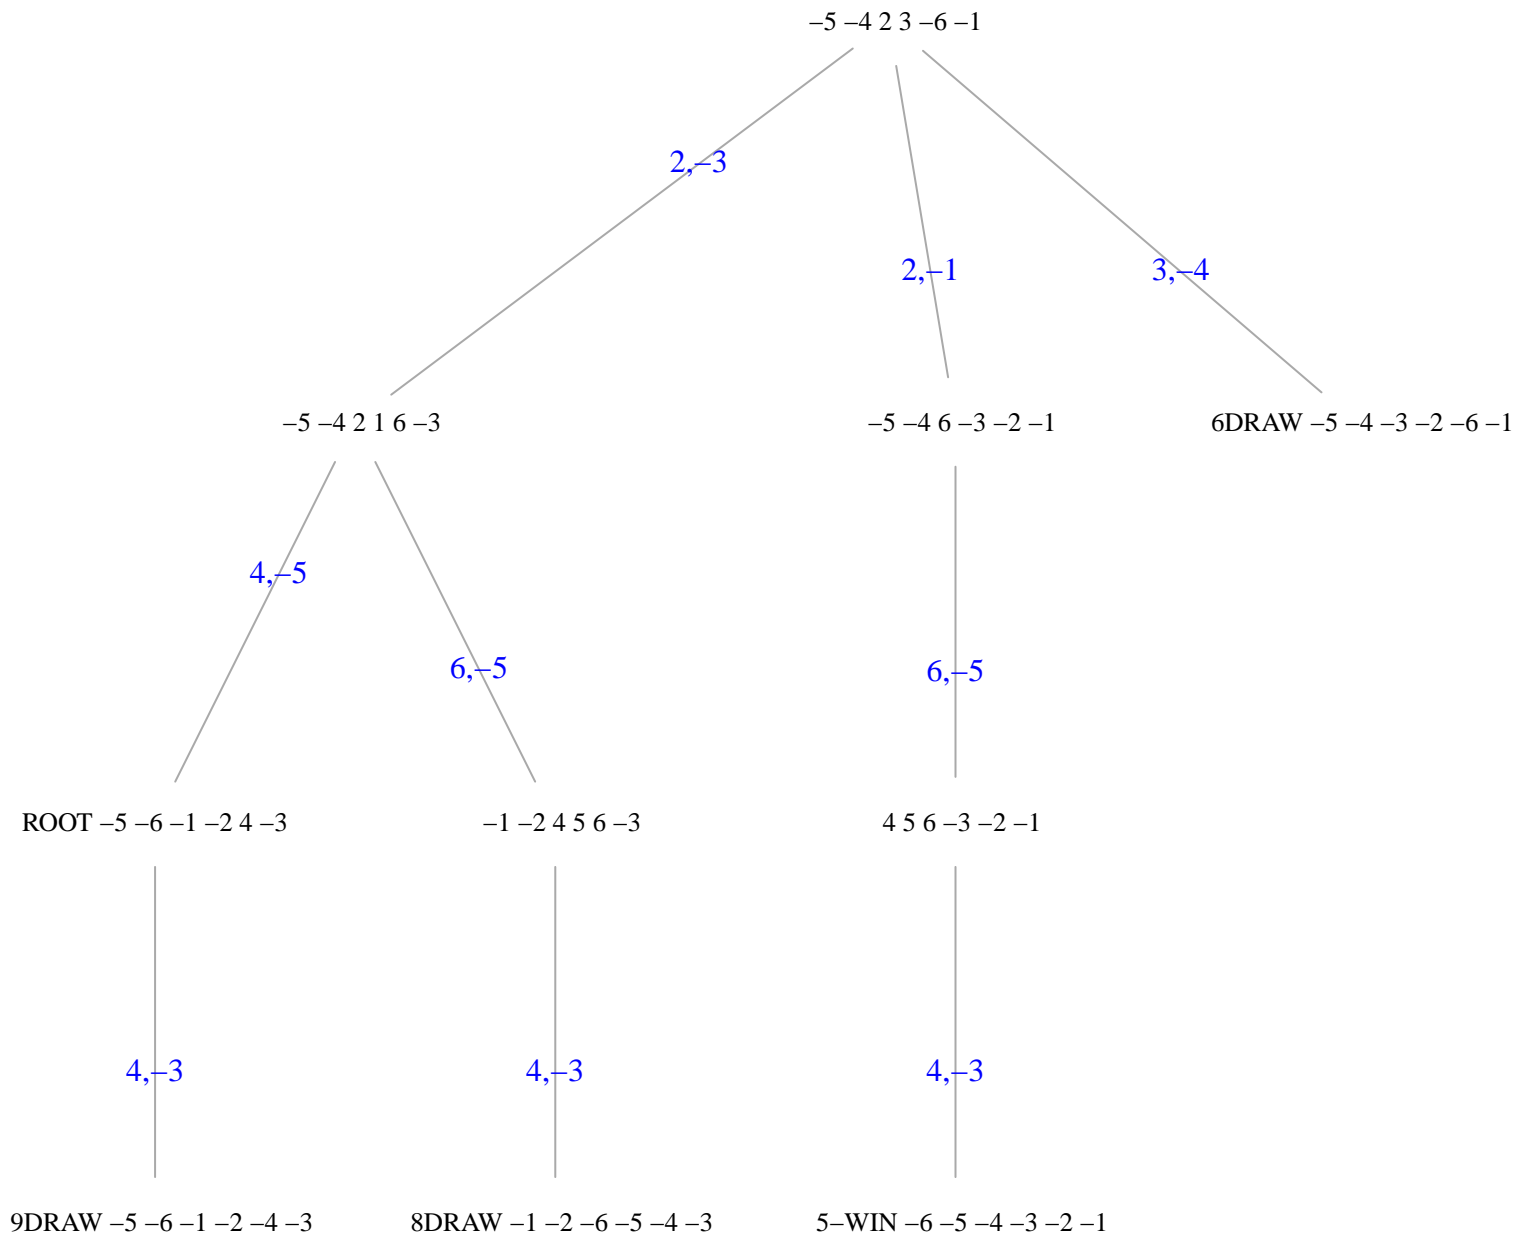 –5 –4 2 3 –6 –1
2,–3
2,–1
3,–4
–5 –4 2 1 6 –3
–5 –4 6 –3 –2 –1
6DRAW –5 –4 –3 –2 –6 –1
4,–5
6,–5
6,–5
ROOT –5 –6 –1 –2 4 –3
–1 –2 4 5 6 –3
4 5 6 –3 –2 –1
4,–3
4,–3
4,–3
9DRAW –5 –6 –1 –2 –4 –3
8DRAW –1 –2 –6 –5 –4 –3
5–WIN –6 –5 –4 –3 –2 –1